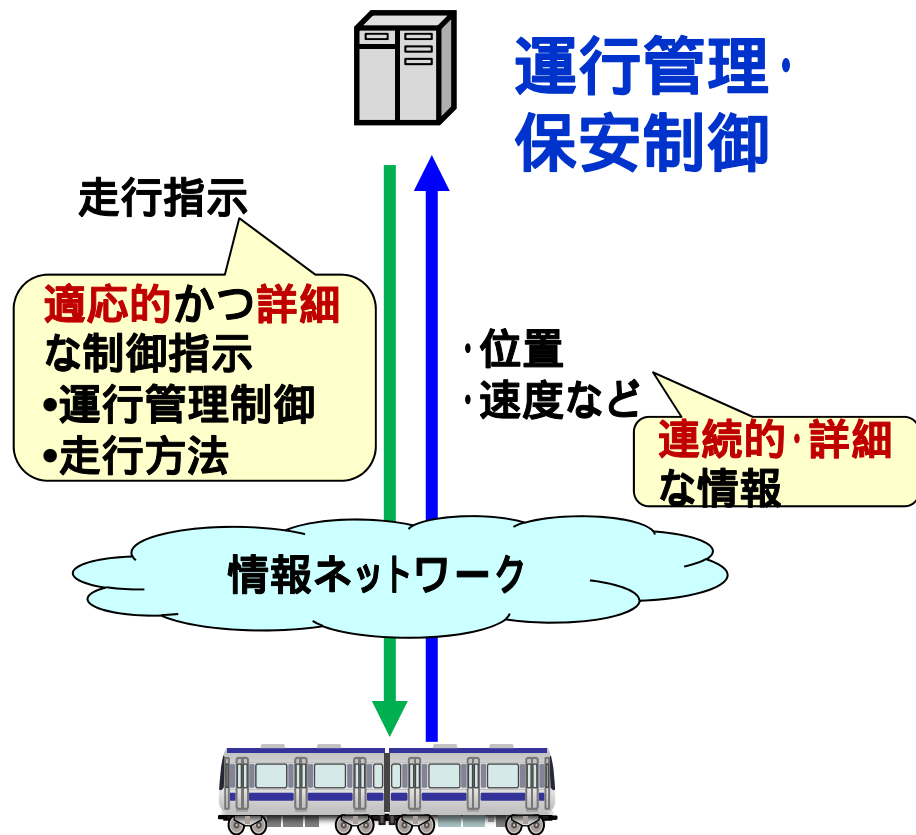 運行管理・
保安制御
走行指示
適応的かつ詳細
な制御指示
•運行管理制御
•走行方法
・位置
・速度など
連続的・詳細
な情報
情報ネットワーク